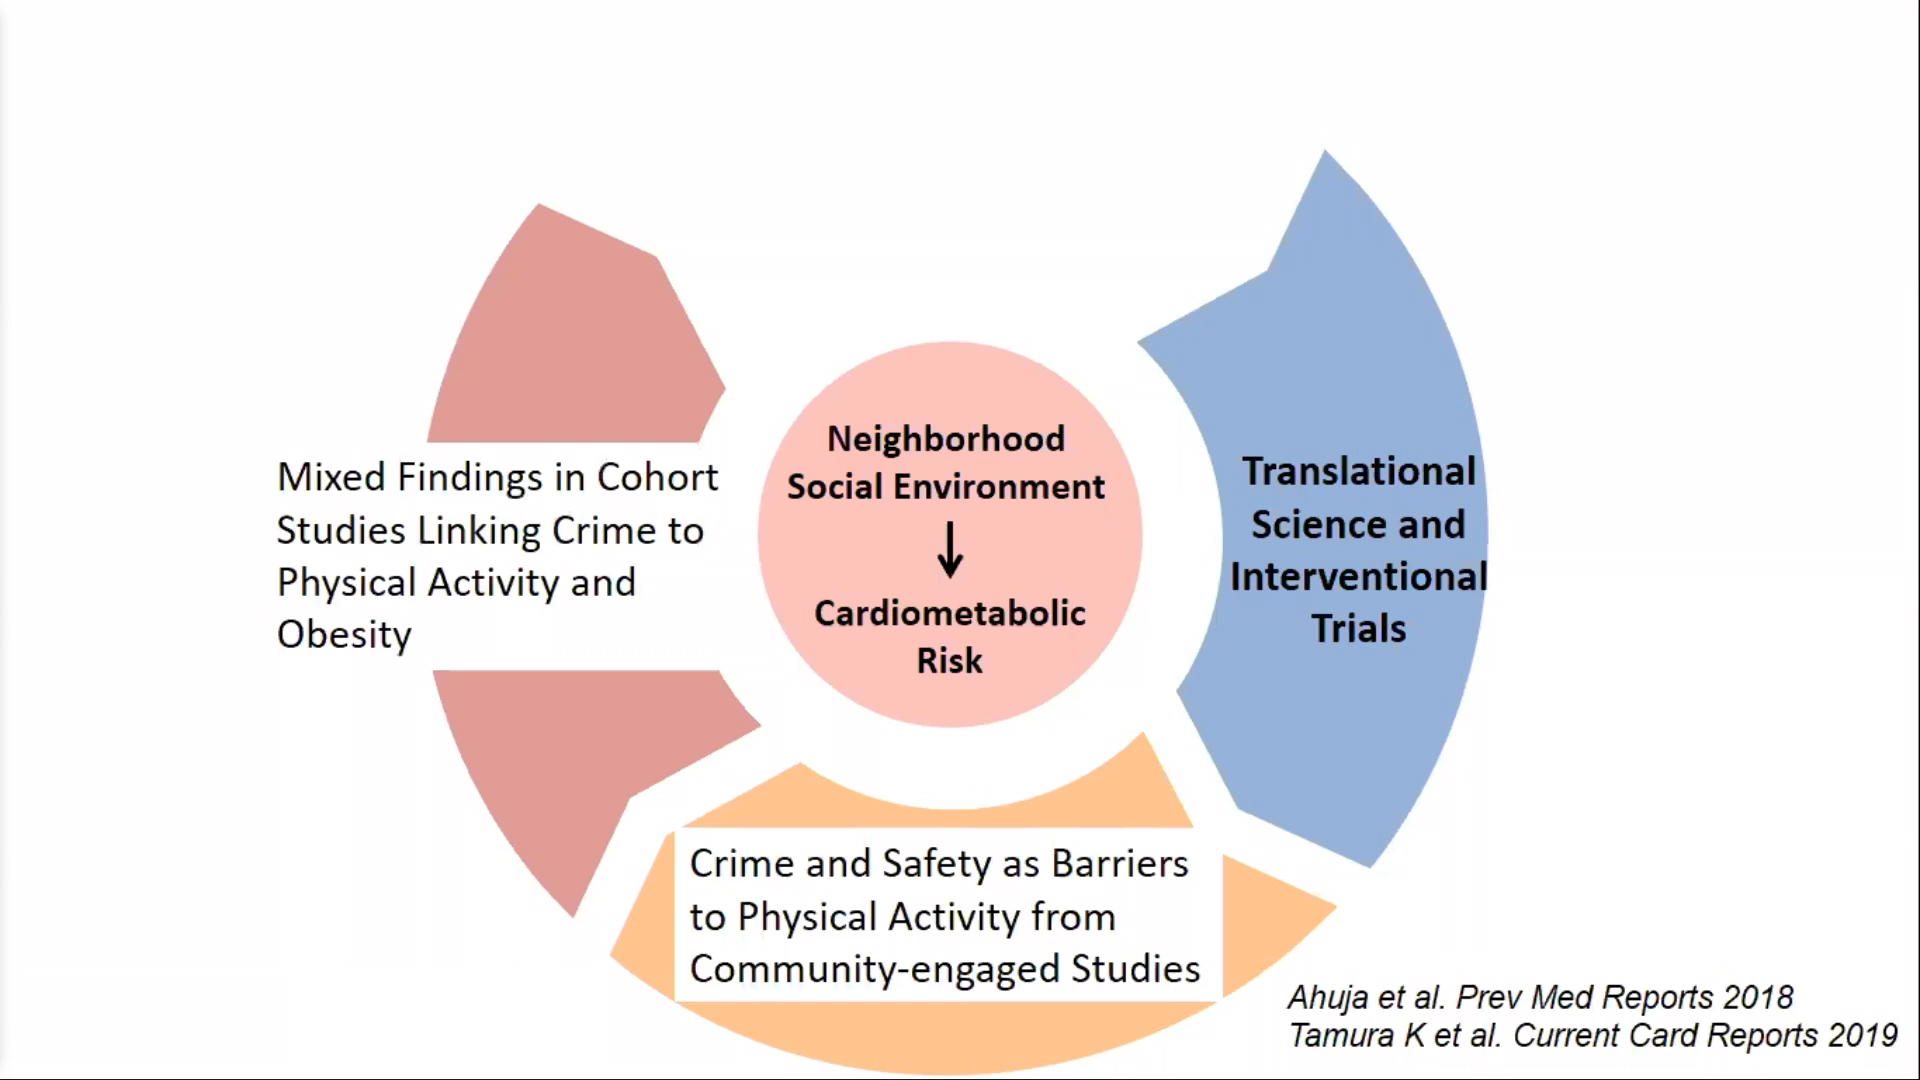 Neighborhood
Social Environment
Cardiometabolic
Risk
Mixed Findings in Cohort
Studies Linking Crime to
Physical Activity and
Obesity
Translational
Science and
Interventional
Trials
Crime and Safety as Barriers
to Physical Activity from
Community-engaged Studies
Ahuja et al. Prev Med Reports 2018
Tamura K et al. Current Card Reports 2019